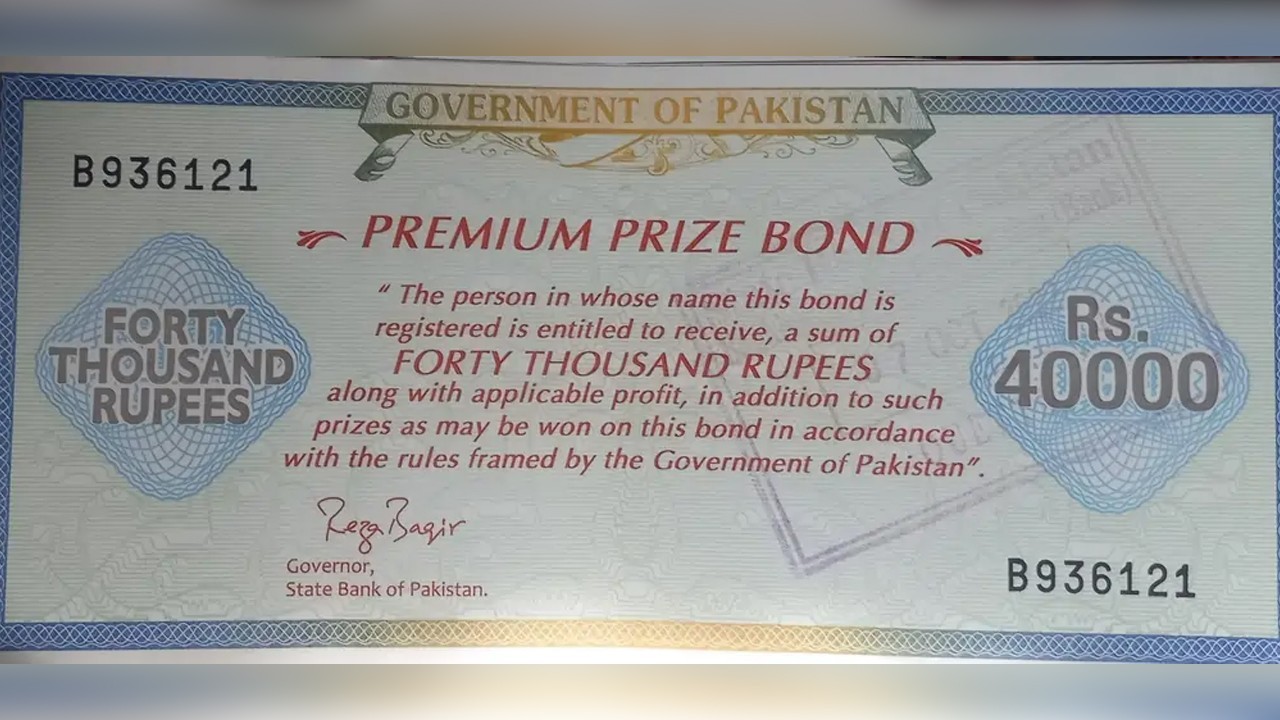 GOVERNMENT OF PAKISTAN
B936121
PREMIUM PRIZE BOND
“ The person in whose name this bond is
registered is entitled to receive, a sum of
FORTY THOUSAND RUPEES
along with applicable profit, in addition to such
prizes as may be won on this bond in accordance
with the rules framed by the Government of Pakistan”.
FORTY
THOUSAND
RUPEES
Rs.
40000
Reza Baqir
Governor,
State Bank of Pakistan.
B936121
OCT